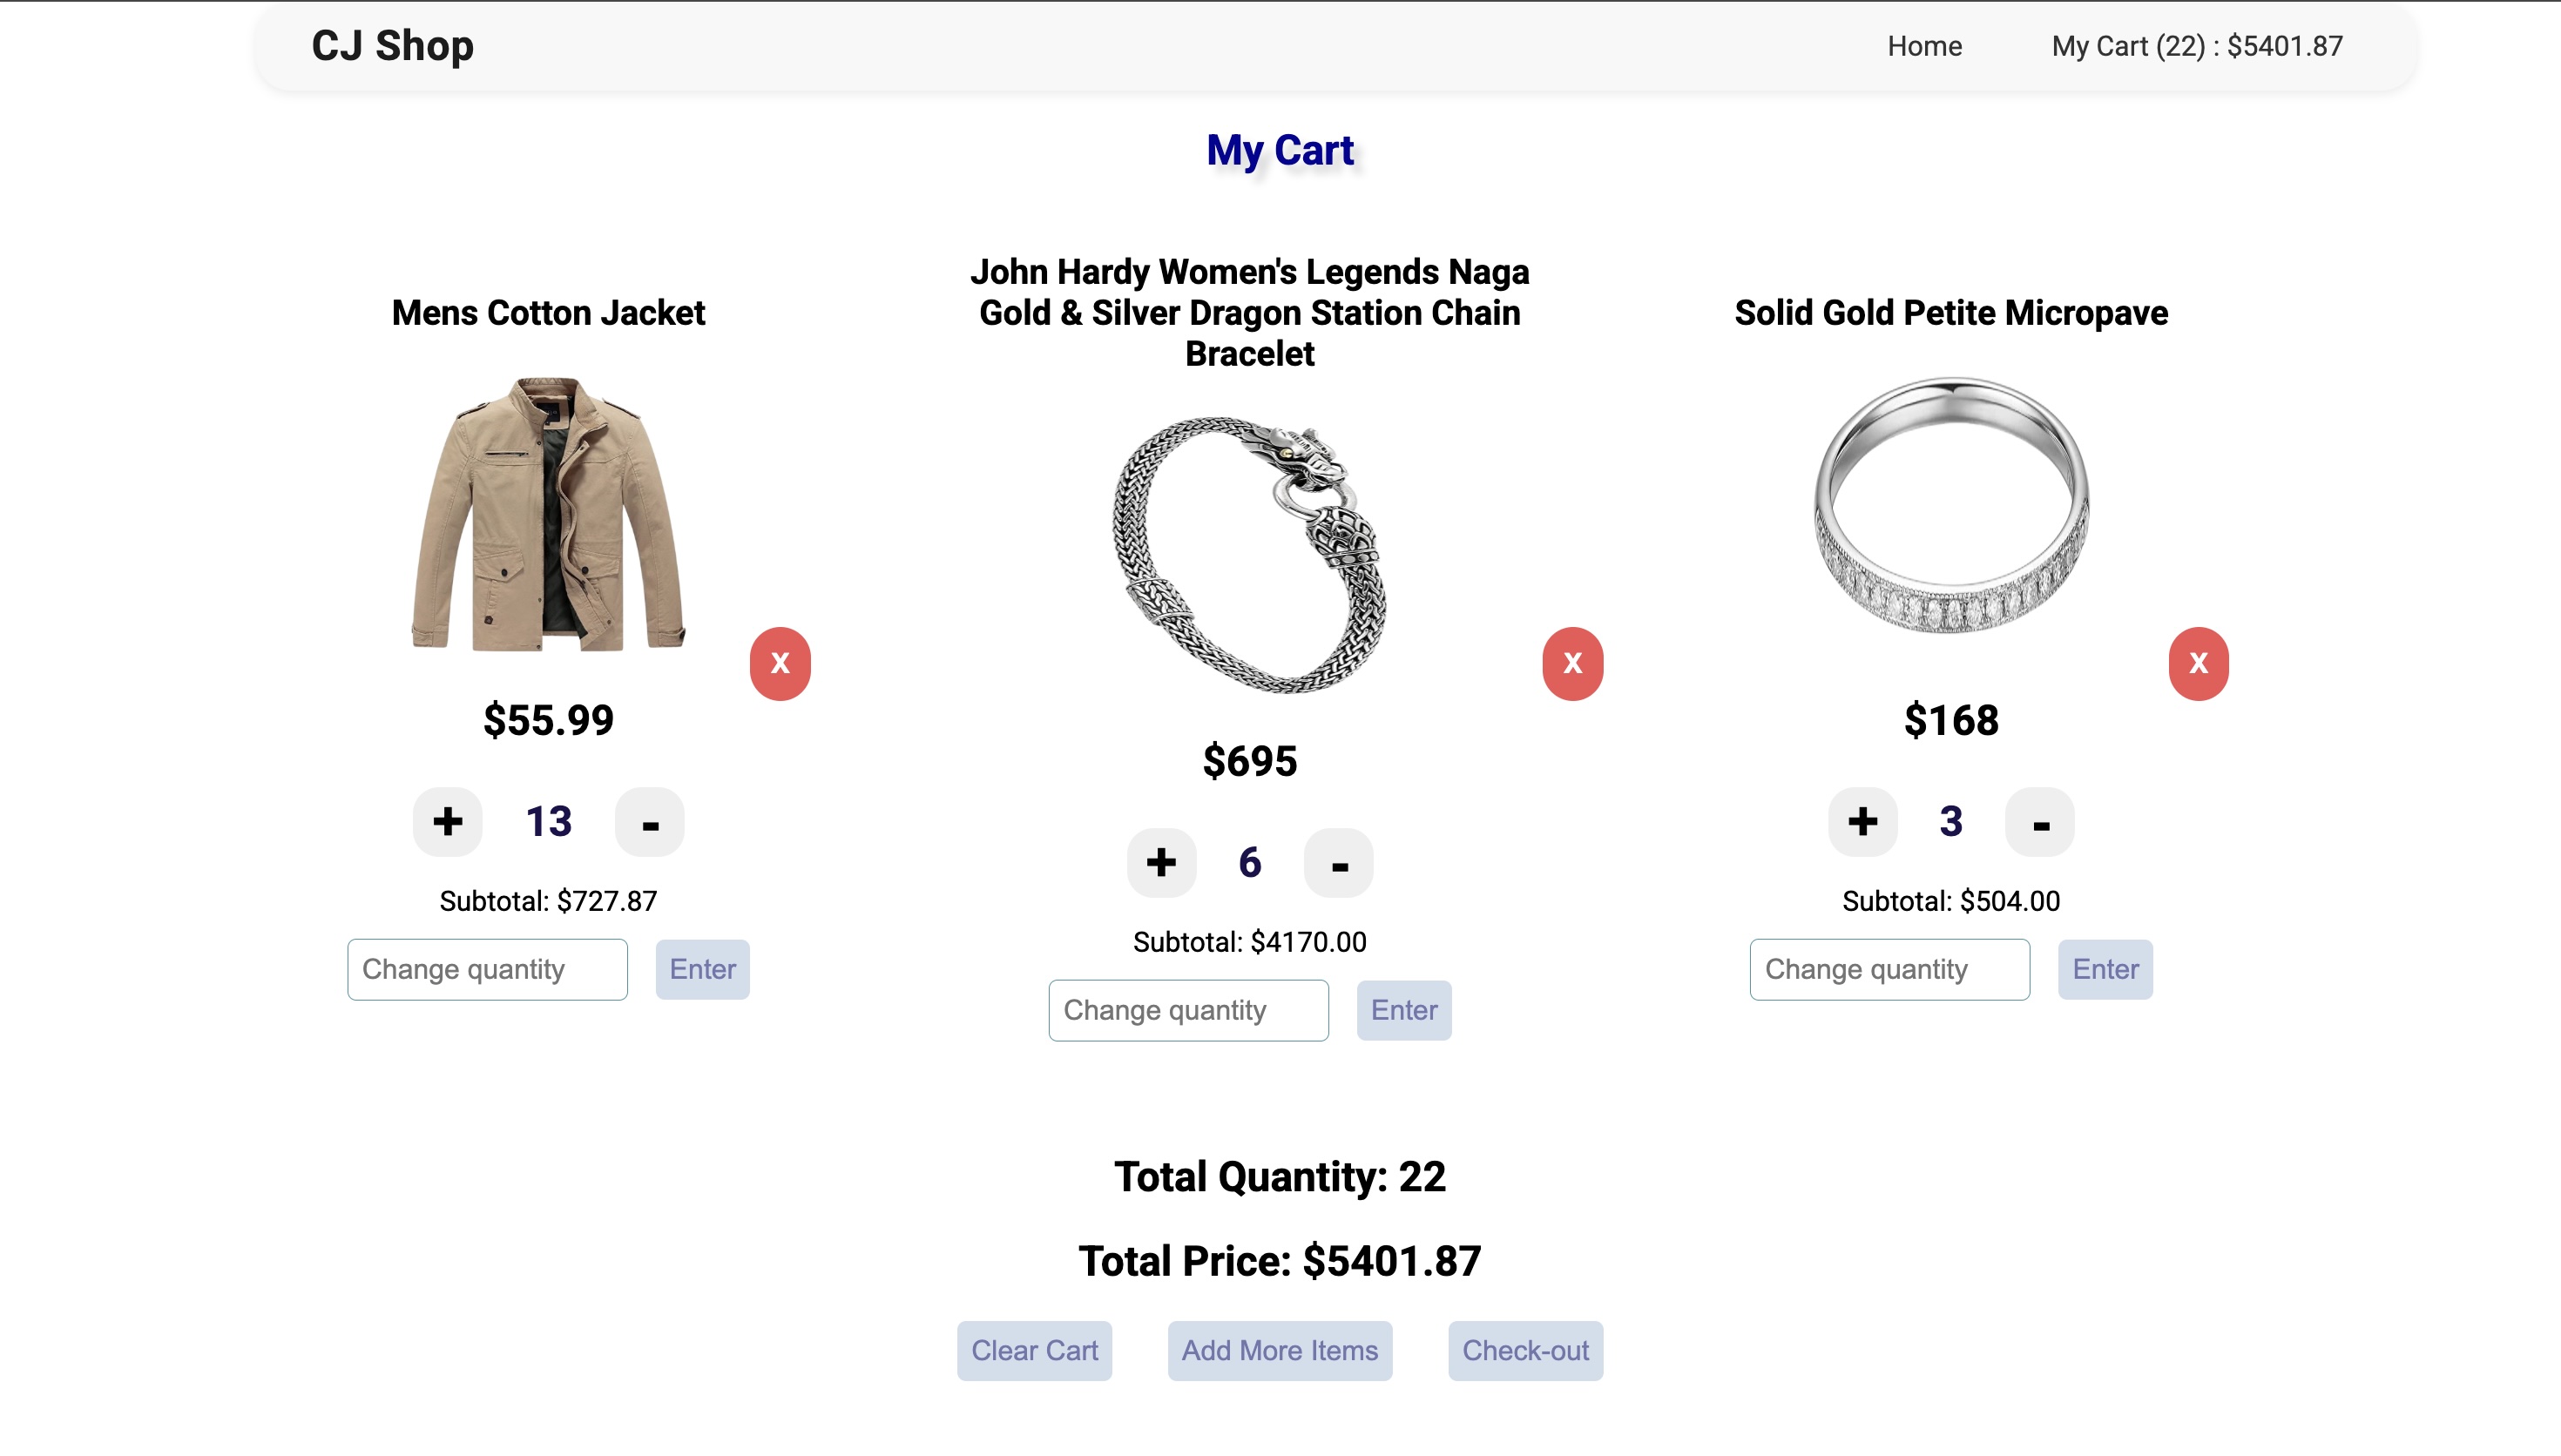 CJ Shop
Home
My Cart (22) : $5401.87
My Cart
Mens Cotton Jacket
$55.99
+ 13 -
Subtotal: $727.87
Change quantity
Enter
X
John Hardy Women's Legends Naga
Gold & Silver Dragon Station Chain
Bracelet
$695
+ 6 -
Subtotal: $4170.00
Change quantity
Enter
X
Solid Gold Petite Micropave
$168
+ 3 -
Subtotal: $504.00
Change quantity
Enter
X
Total Quantity: 22
Total Price: $5401.87
Clear Cart
Add More Items
Check-out